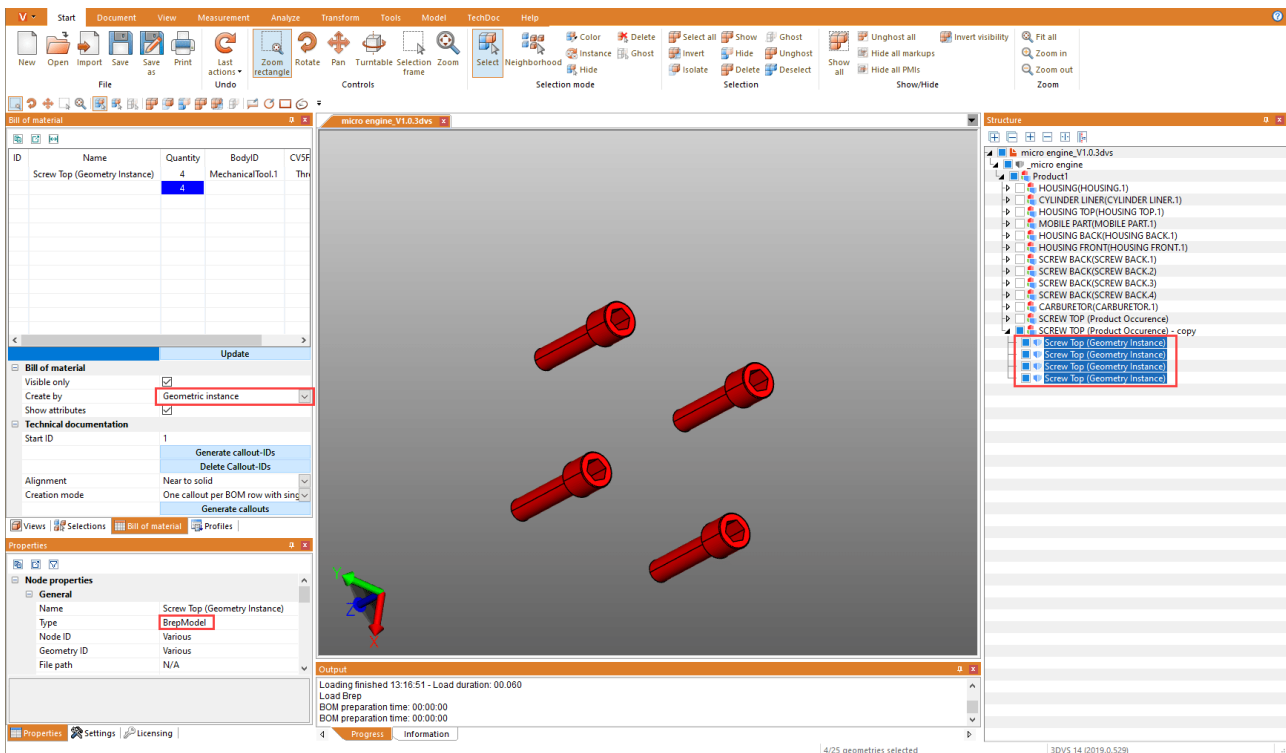 V
Start Document View Measurement Analyze Transform Tools Model TechDoc Help
New Open Import Save Save as Print
File
Last actions
Undo
Zoom rectangle Rotate Pan Turntable Selection frame Zoom
Controls
Select Neighborhood Color Delete
Instance Ghost
Hide
Selection mode
Select all Show Ghost
Invert Hide Unghost
Isolate Delete Deselect
Selection
Show all Unghost all Invert visibility
Hide all markups
Hide all PMIs
Show/Hide
Fit all
Zoom in
Zoom out
Zoom
Bill of material
ID Name Quantity BodyID CV5F
Screw Top (Geometry Instance) 4 MechanicalTool.1 Thr
4
Update
Bill of material
Visible only
Create by Geometric instance
Show attributes
Technical documentation
Start ID 1
Generate callout-IDs
Delete Callout-IDs
Alignment Near to solid
Creation mode One callout per BOM row with sing
Generate callouts
Views Selections Bill of material Profiles
Properties
Node properties
General
Name Screw Top (Geometry Instance)
Type BrepModel
Node ID Various
Geometry ID Various
File path N/A
Properties Settings Licensing
micro engine_V1.0.3dvs
Y
Z
X
Output
Loading finished 13:16:51 - Load duration: 00.060
Load Brep
BOM preparation time: 00:00:00
BOM preparation time: 00:00:00
Progress Information
Structure
micro engine_V1.0.3dvs
_micro engine
Product1
HOUSING(HOUSING.1)
CYLINDER LINER(CYLINDER LINER.1)
HOUSING TOP(HOUSING TOP.1)
MOBILE PART(MOBILE PART.1)
HOUSING BACK(HOUSING BACK.1)
HOUSING FRONT(HOUSING FRONT.1)
SCREW BACK(SCREW BACK.1)
SCREW BACK(SCREW BACK.2)
SCREW BACK(SCREW BACK.3)
SCREW BACK(SCREW BACK.4)
CARBURETOR(CARBURETOR.1)
SCREW TOP (Product Occurence)
SCREW TOP (Product Occurence) - copy
Screw Top (Geometry Instance)
Screw Top (Geometry Instance)
Screw Top (Geometry Instance)
Screw Top (Geometry Instance)
4/25 geometries selected
3DVS 14 (2019.0.529)